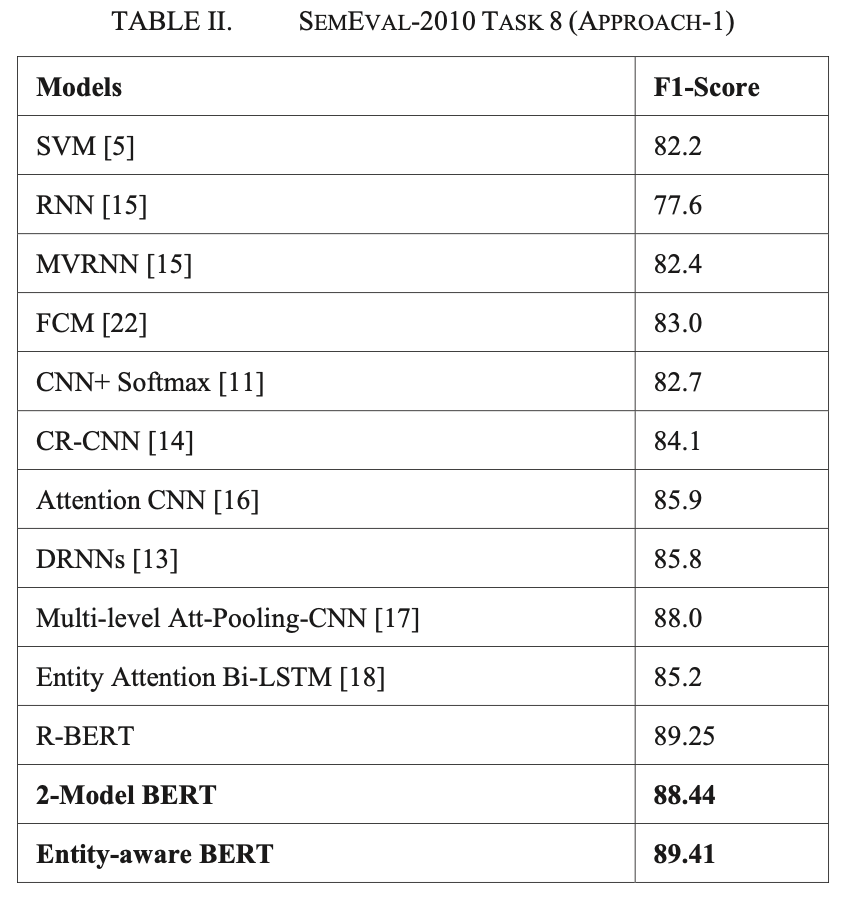 TABLE II. SEMEVAL-2010 TASK 8 (APPROACH-1)
Models F1-Score
SVM [5] 82.2
RNN [15] 77.6
MVRNN [15] 82.4
FCM [22] 83.0
CNN+ Softmax [11] 82.7
CR-CNN [14] 84.1
Attention CNN [16] 85.9
DRNNs [13] 85.8
Multi-level Att-Pooling-CNN [17] 88.0
Entity Attention Bi-LSTM [18] 85.2
R-BERT 89.25
2-Model BERT 88.44
Entity-aware BERT 89.41